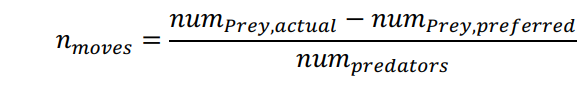 n_moves = (num_Prey,actual − num_Prey,preferred) / num_predators